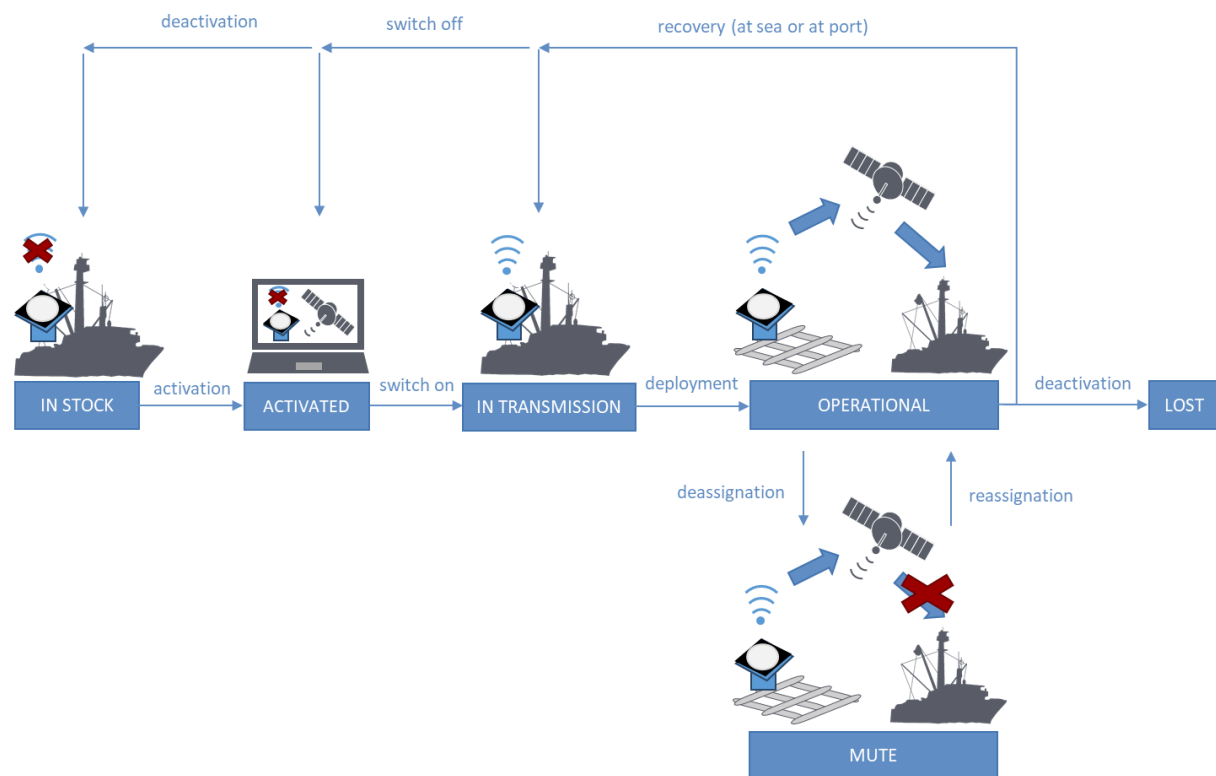 deactivation
switch off
recovery (at sea or at port)
IN STOCK
activation
ACTIVATED
switch on
IN TRANSMISSION
deployment
OPERATIONAL
deactivation
LOST
deassignation
reassignation
MUTE